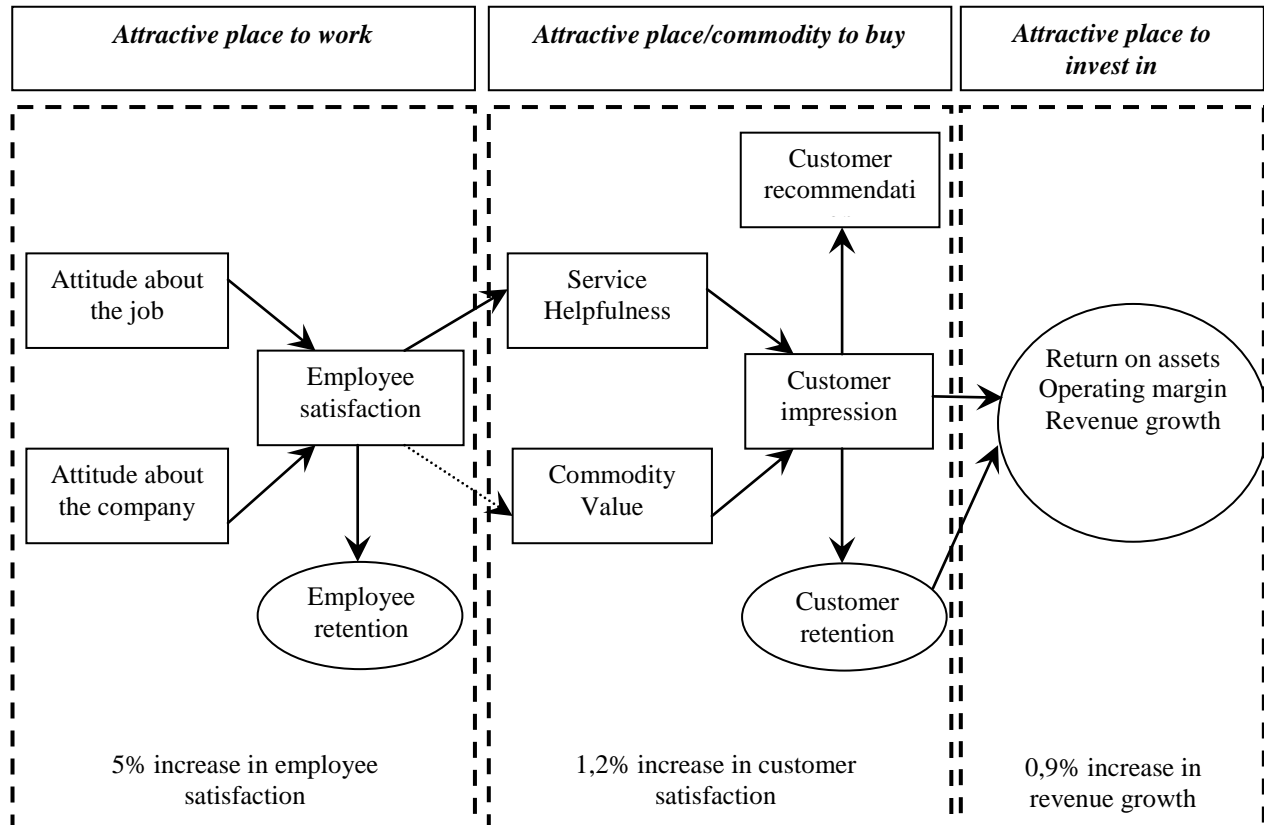 Attractive place to work
Attractive place/commodity to buy
Attractive place to
invest in
Customer
recommendati
Attitude about
the job
Service
Helpfulness
Employee
satisfaction
Customer
impression
Return on assets
Operating margin
Revenue growth
Attitude about
the company
Commodity
Value
Employee
retention
Customer
retention
5% increase in employee
satisfaction
1,2% increase in customer
satisfaction
0,9% increase in
revenue growth